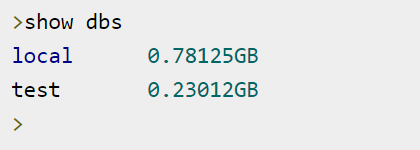 >show dbs
local      0.78125GB
test       0.23012GB
>